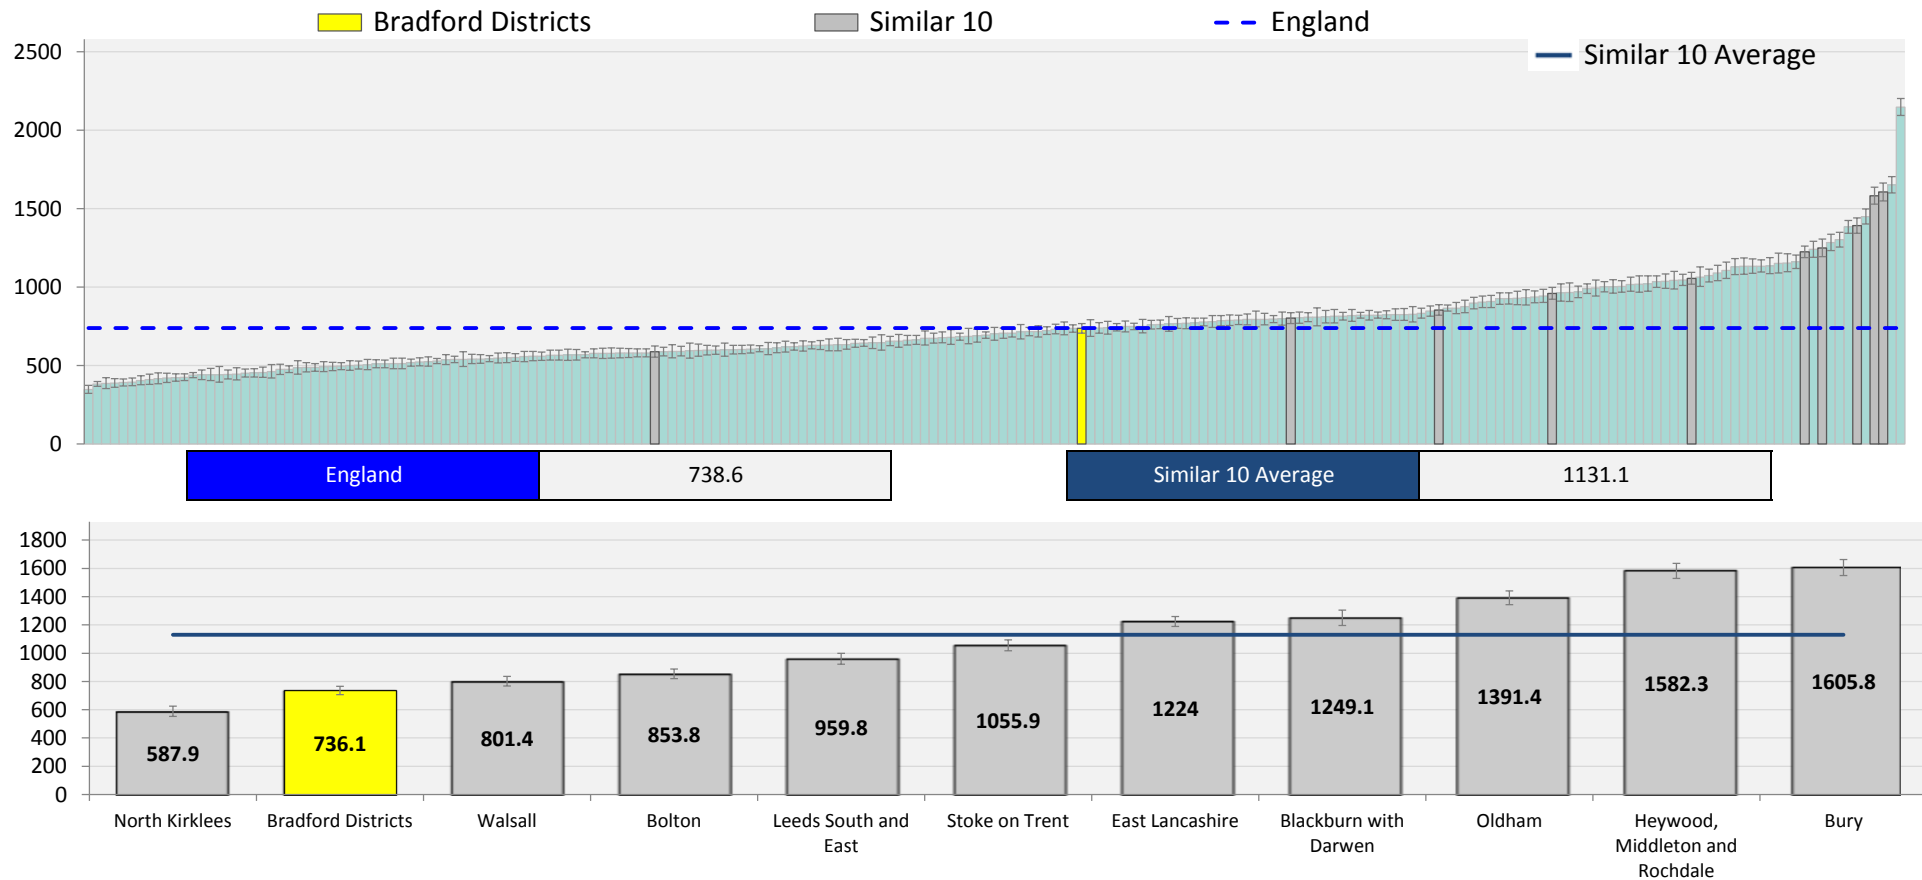 Bradford Districts
Similar 10
England
Similar 10 Average
2500
2000
1500
1000
500
0
England 738.6 Similar 10 Average 1131.1
1800
1600
1400
1200
1000
800
600
400
200
0
587.9 736.1 801.4 853.8 959.8 1055.9 1224 1249.1 1391.4 1582.3 1605.8
North Kirklees
Bradford Districts
Walsall
Bolton
Leeds South and
East
Stoke on Trent
East Lancashire
Blackburn with
Darwen
Oldham
Heywood,
Middleton and
Rochdale
Bury